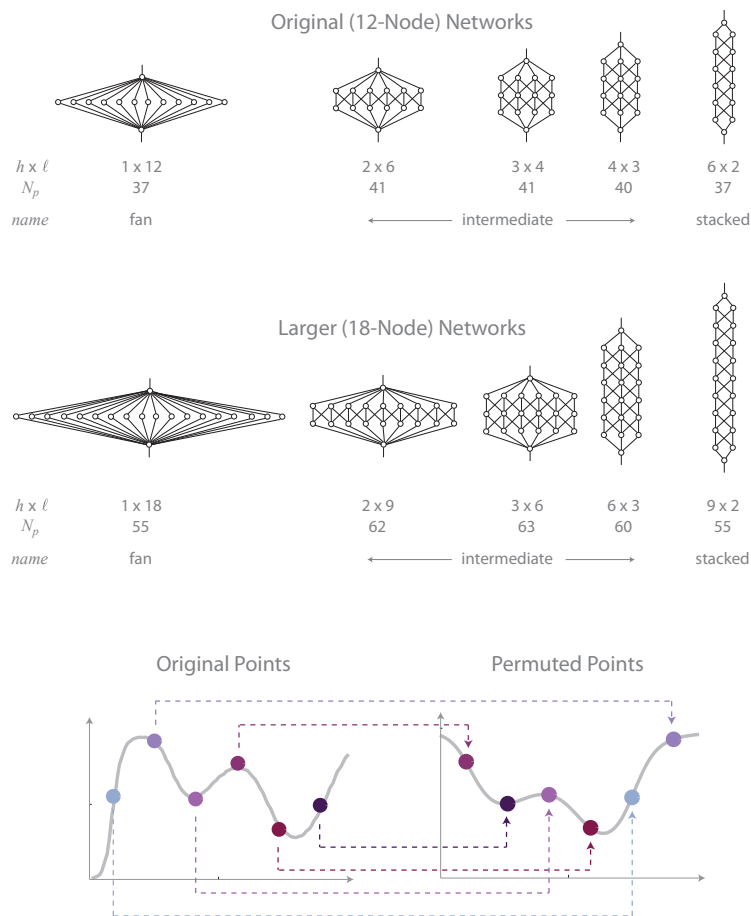 Original (12-Node) Networks
h x ℓ 1 x 12 2 x 6 3 x 4 4 x 3 6 x 2
Nₚ 37 41 41 40 37
name fan intermediate stacked
Larger (18-Node) Networks
h x ℓ 1 x 18 2 x 9 3 x 6 6 x 3 9 x 2
Nₚ 55 62 63 60 55
name fan intermediate stacked
Original Points Permuted Points